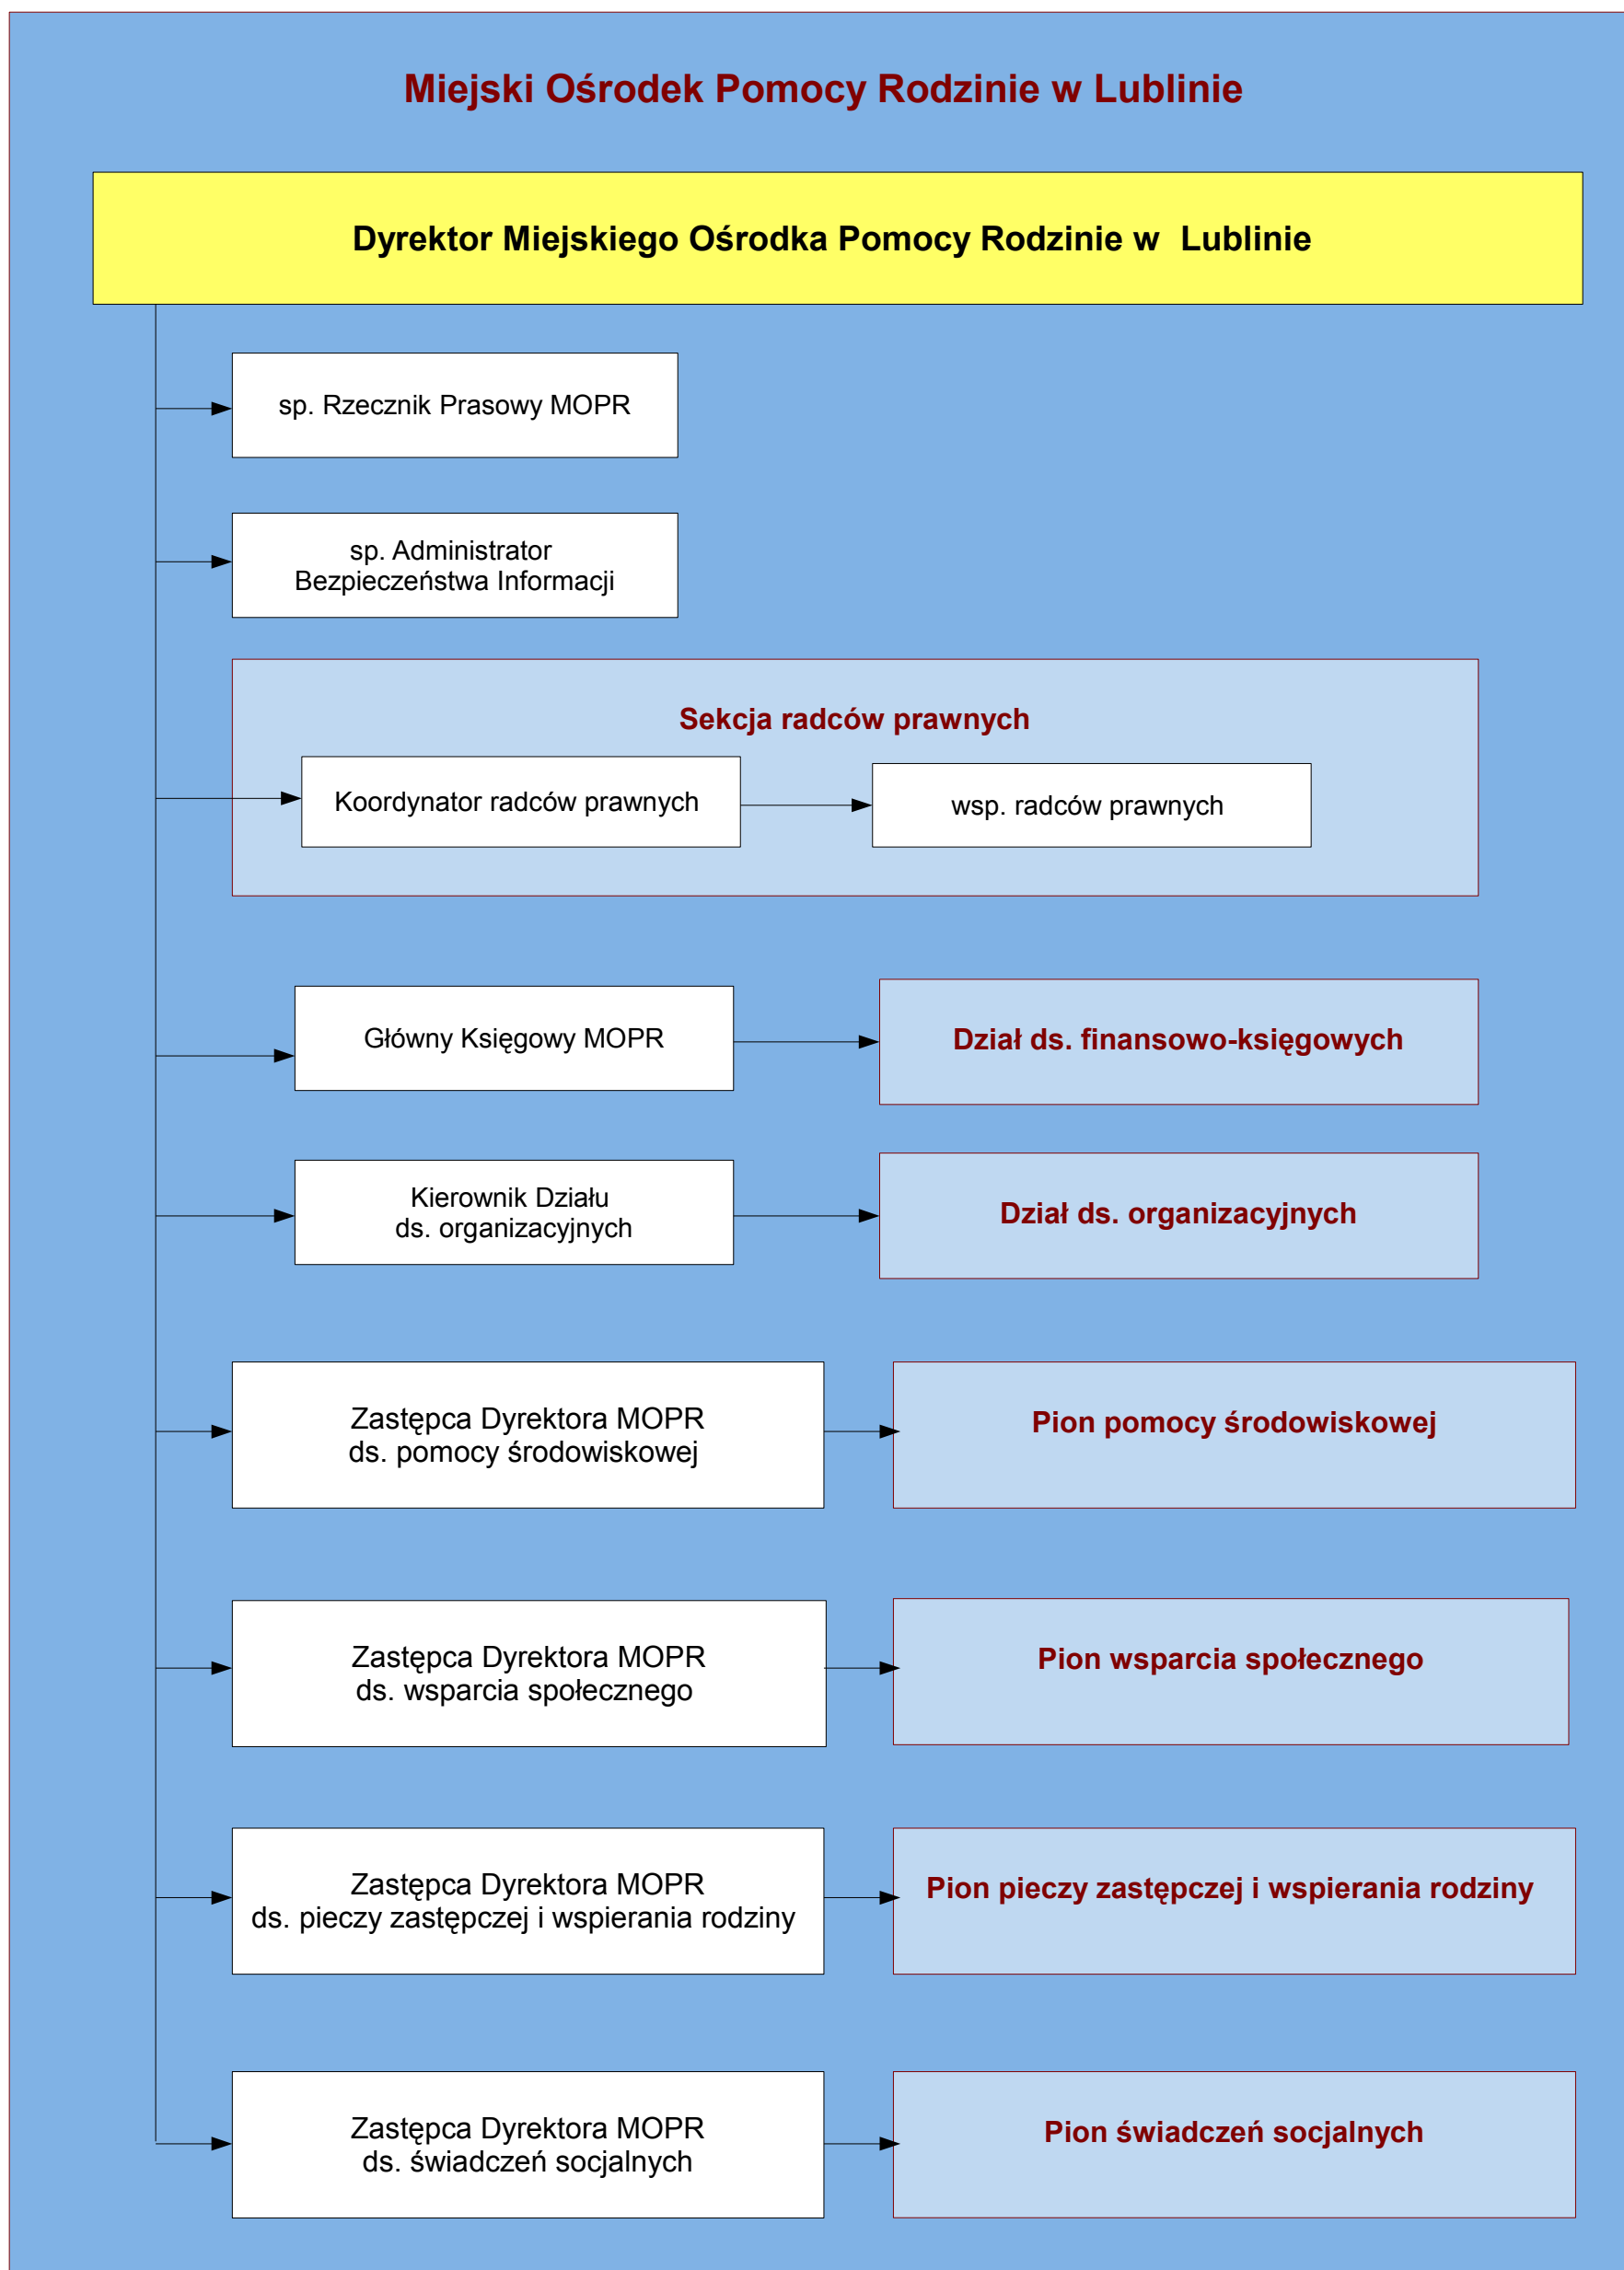 Miejski Ośrodek Pomocy Rodzinie w Lublinie
Dyrektor Miejskiego Ośrodka Pomocy Rodzinie w Lublinie
sp. Rzecznik Prasowy MOPR
sp. Administrator
Bezpieczeństwa Informacji
Sekcja radców prawnych
Koordynator radców prawnych
wsp. radców prawnych
Główny Księgowy MOPR
Dział ds. finansowo-księgowych
Kierownik Działu
ds. organizacyjnych
Dział ds. organizacyjnych
Zastępca Dyrektora MOPR
ds. pomocy środowiskowej
Pion pomocy środowiskowej
Zastępca Dyrektora MOPR
ds. wsparcia społecznego
Pion wsparcia społecznego
Zastępca Dyrektora MOPR
ds. pieczy zastępczej i wspierania rodziny
Pion pieczy zastępczej i wspierania rodziny
Zastępca Dyrektora MOPR
ds. świadczeń socjalnych
Pion świadczeń socjalnych